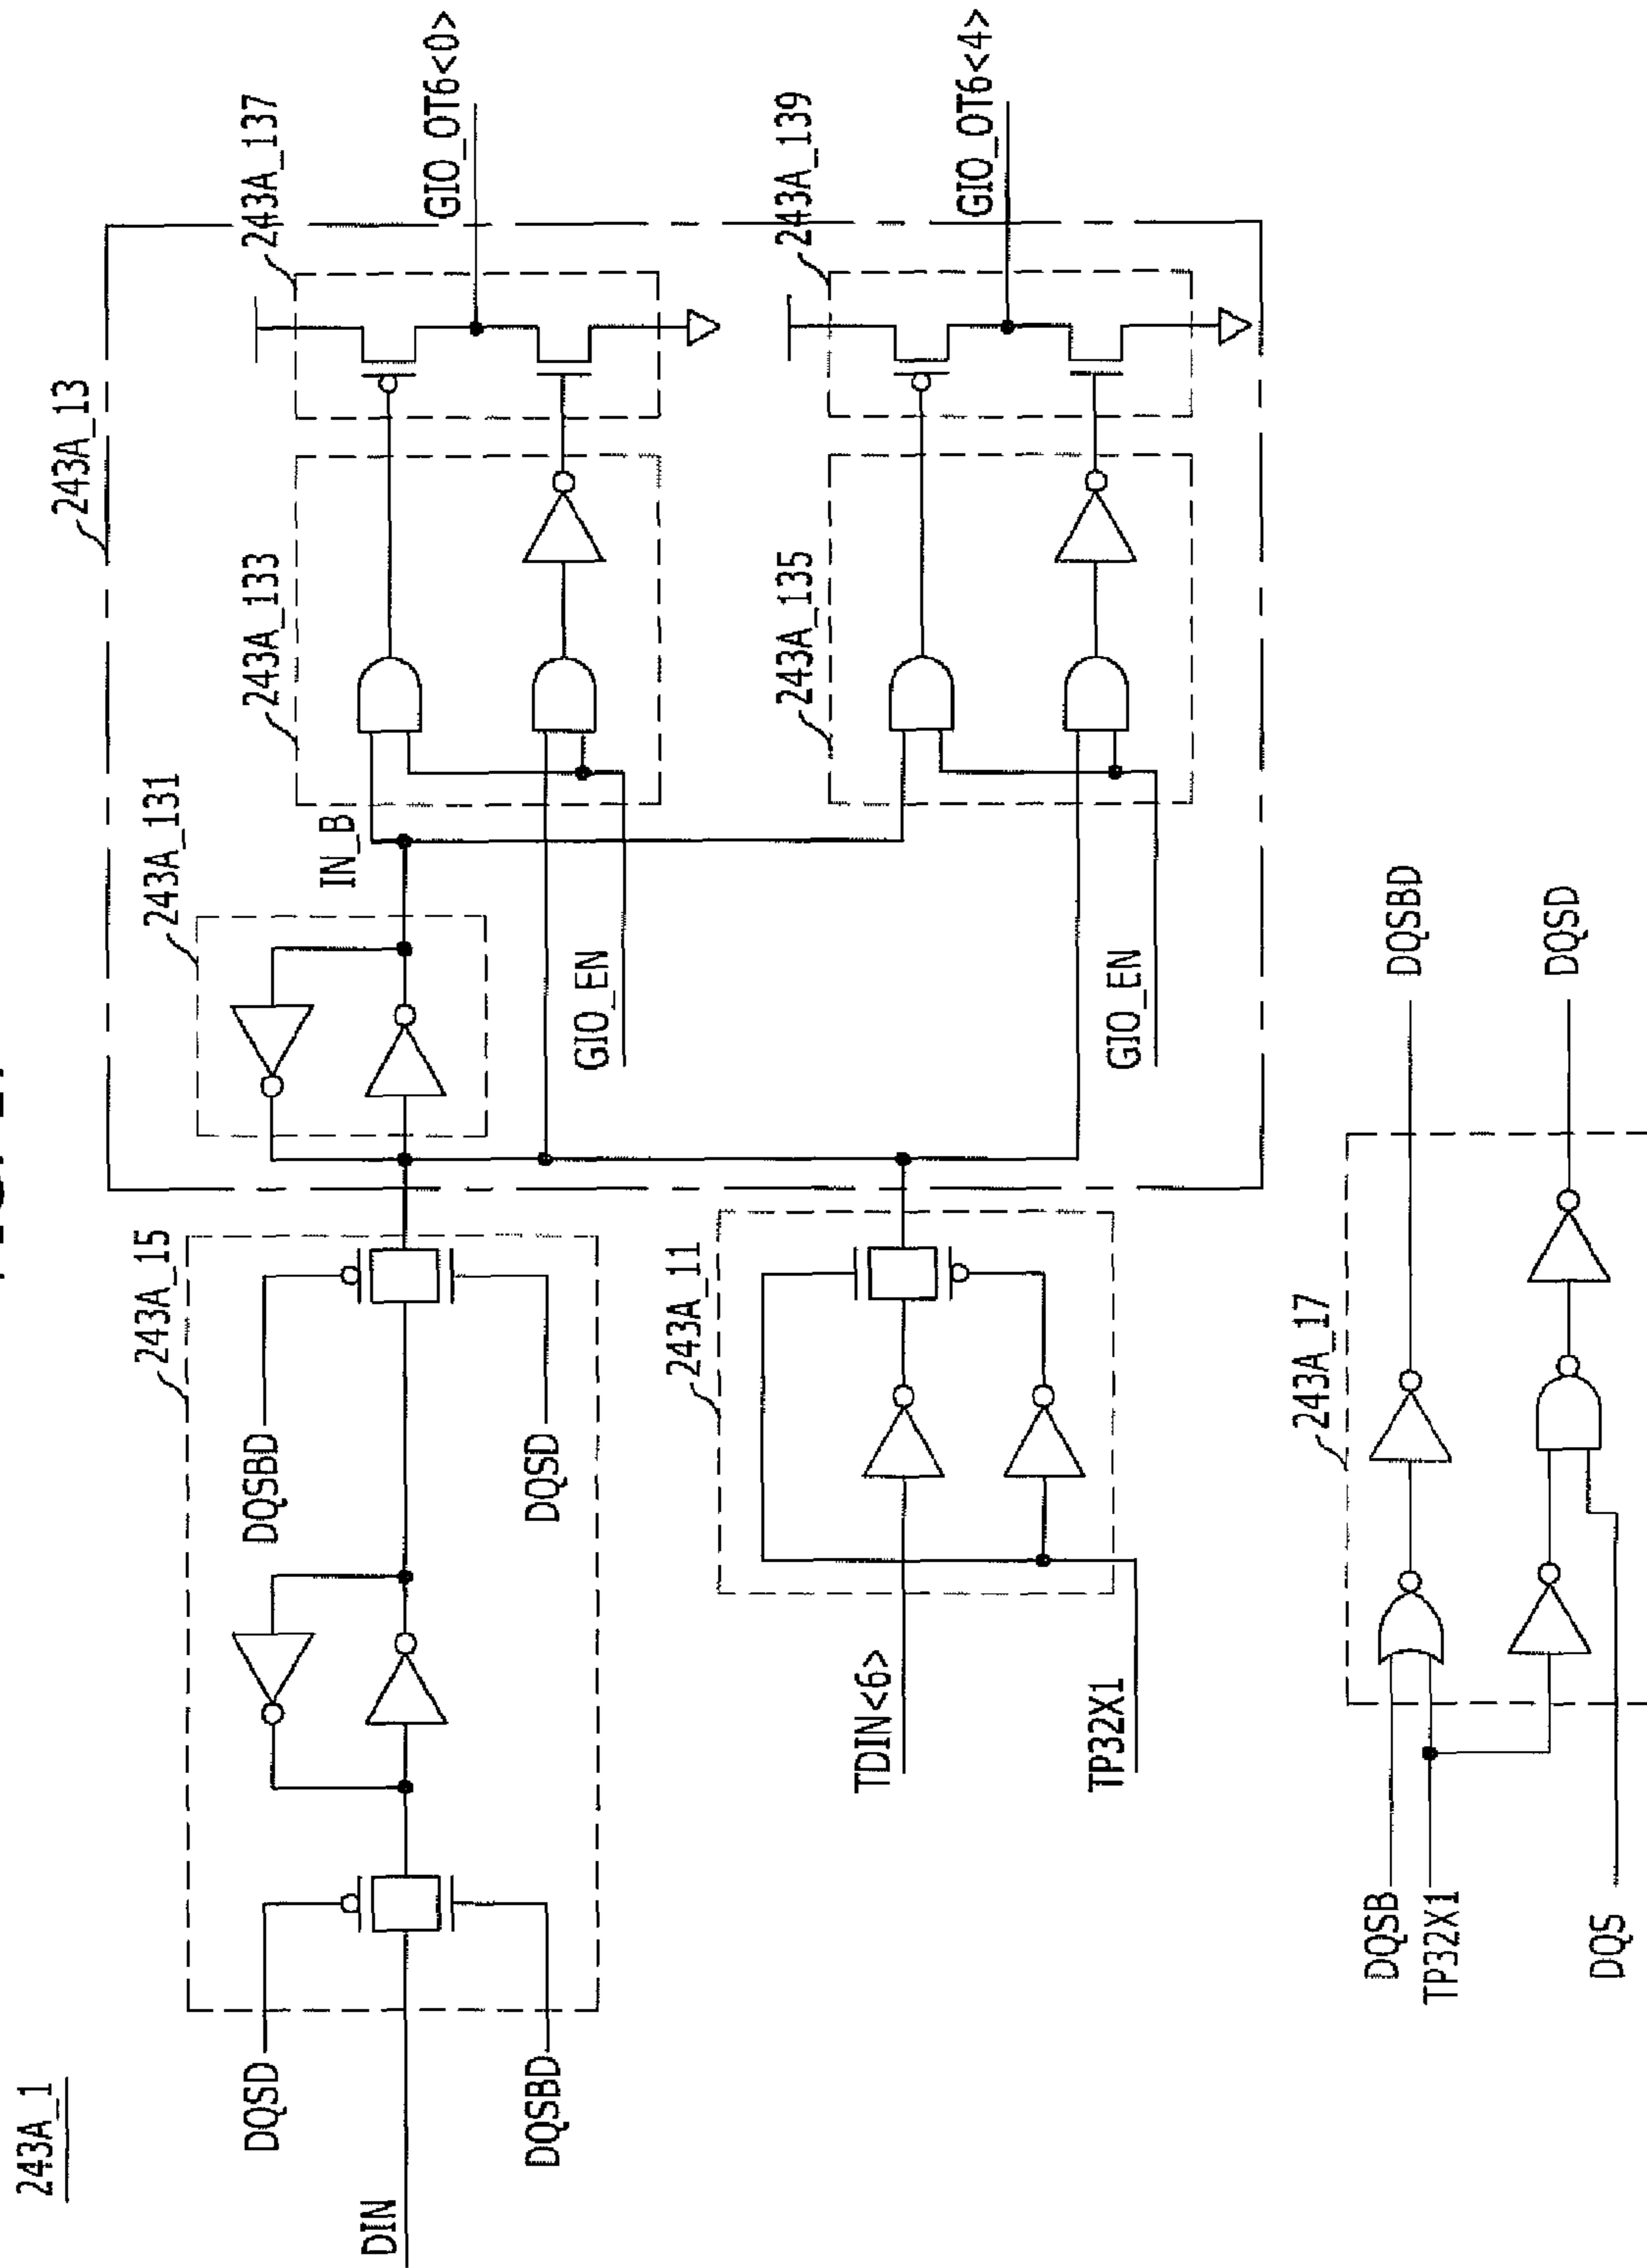 243A_1
243A_13
243A_15
DQSD
DQSBD
DIN
DQSBD
DQSD
243A_131
IN_B
243A_133
243A_137
GIO_OT6<0>
GIO_EN
243A_11
TDIN<6>
TP32X1
243A_135
243A_139
GIO_OT6<4>
GIO_EN
243A_17
DQSB
TP32X1
DQS
DQSBD
DQSD